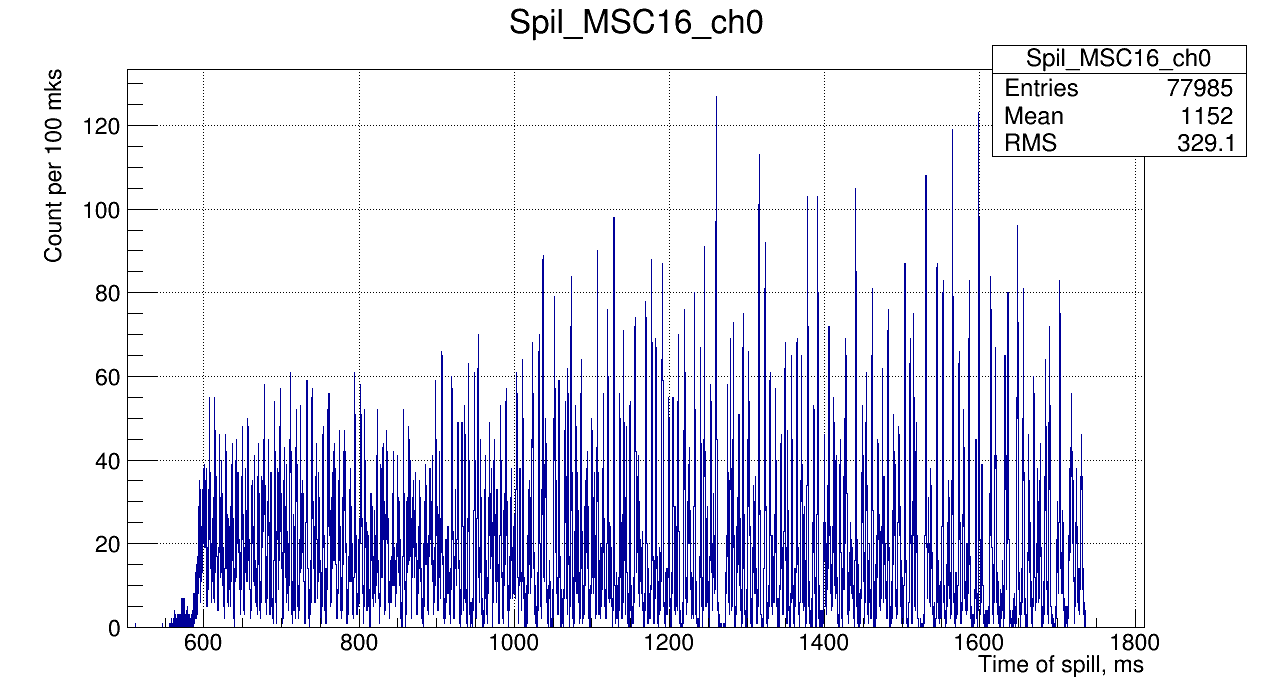 Spil_MSC16_ch0
Spil_MSC16_ch0
Entries 77985
Mean 1152
RMS 329.1
Count per 100 mks
120
100
80
60
40
20
0
600 800 1000 1200 1400 1600 1800
Time of spill, ms